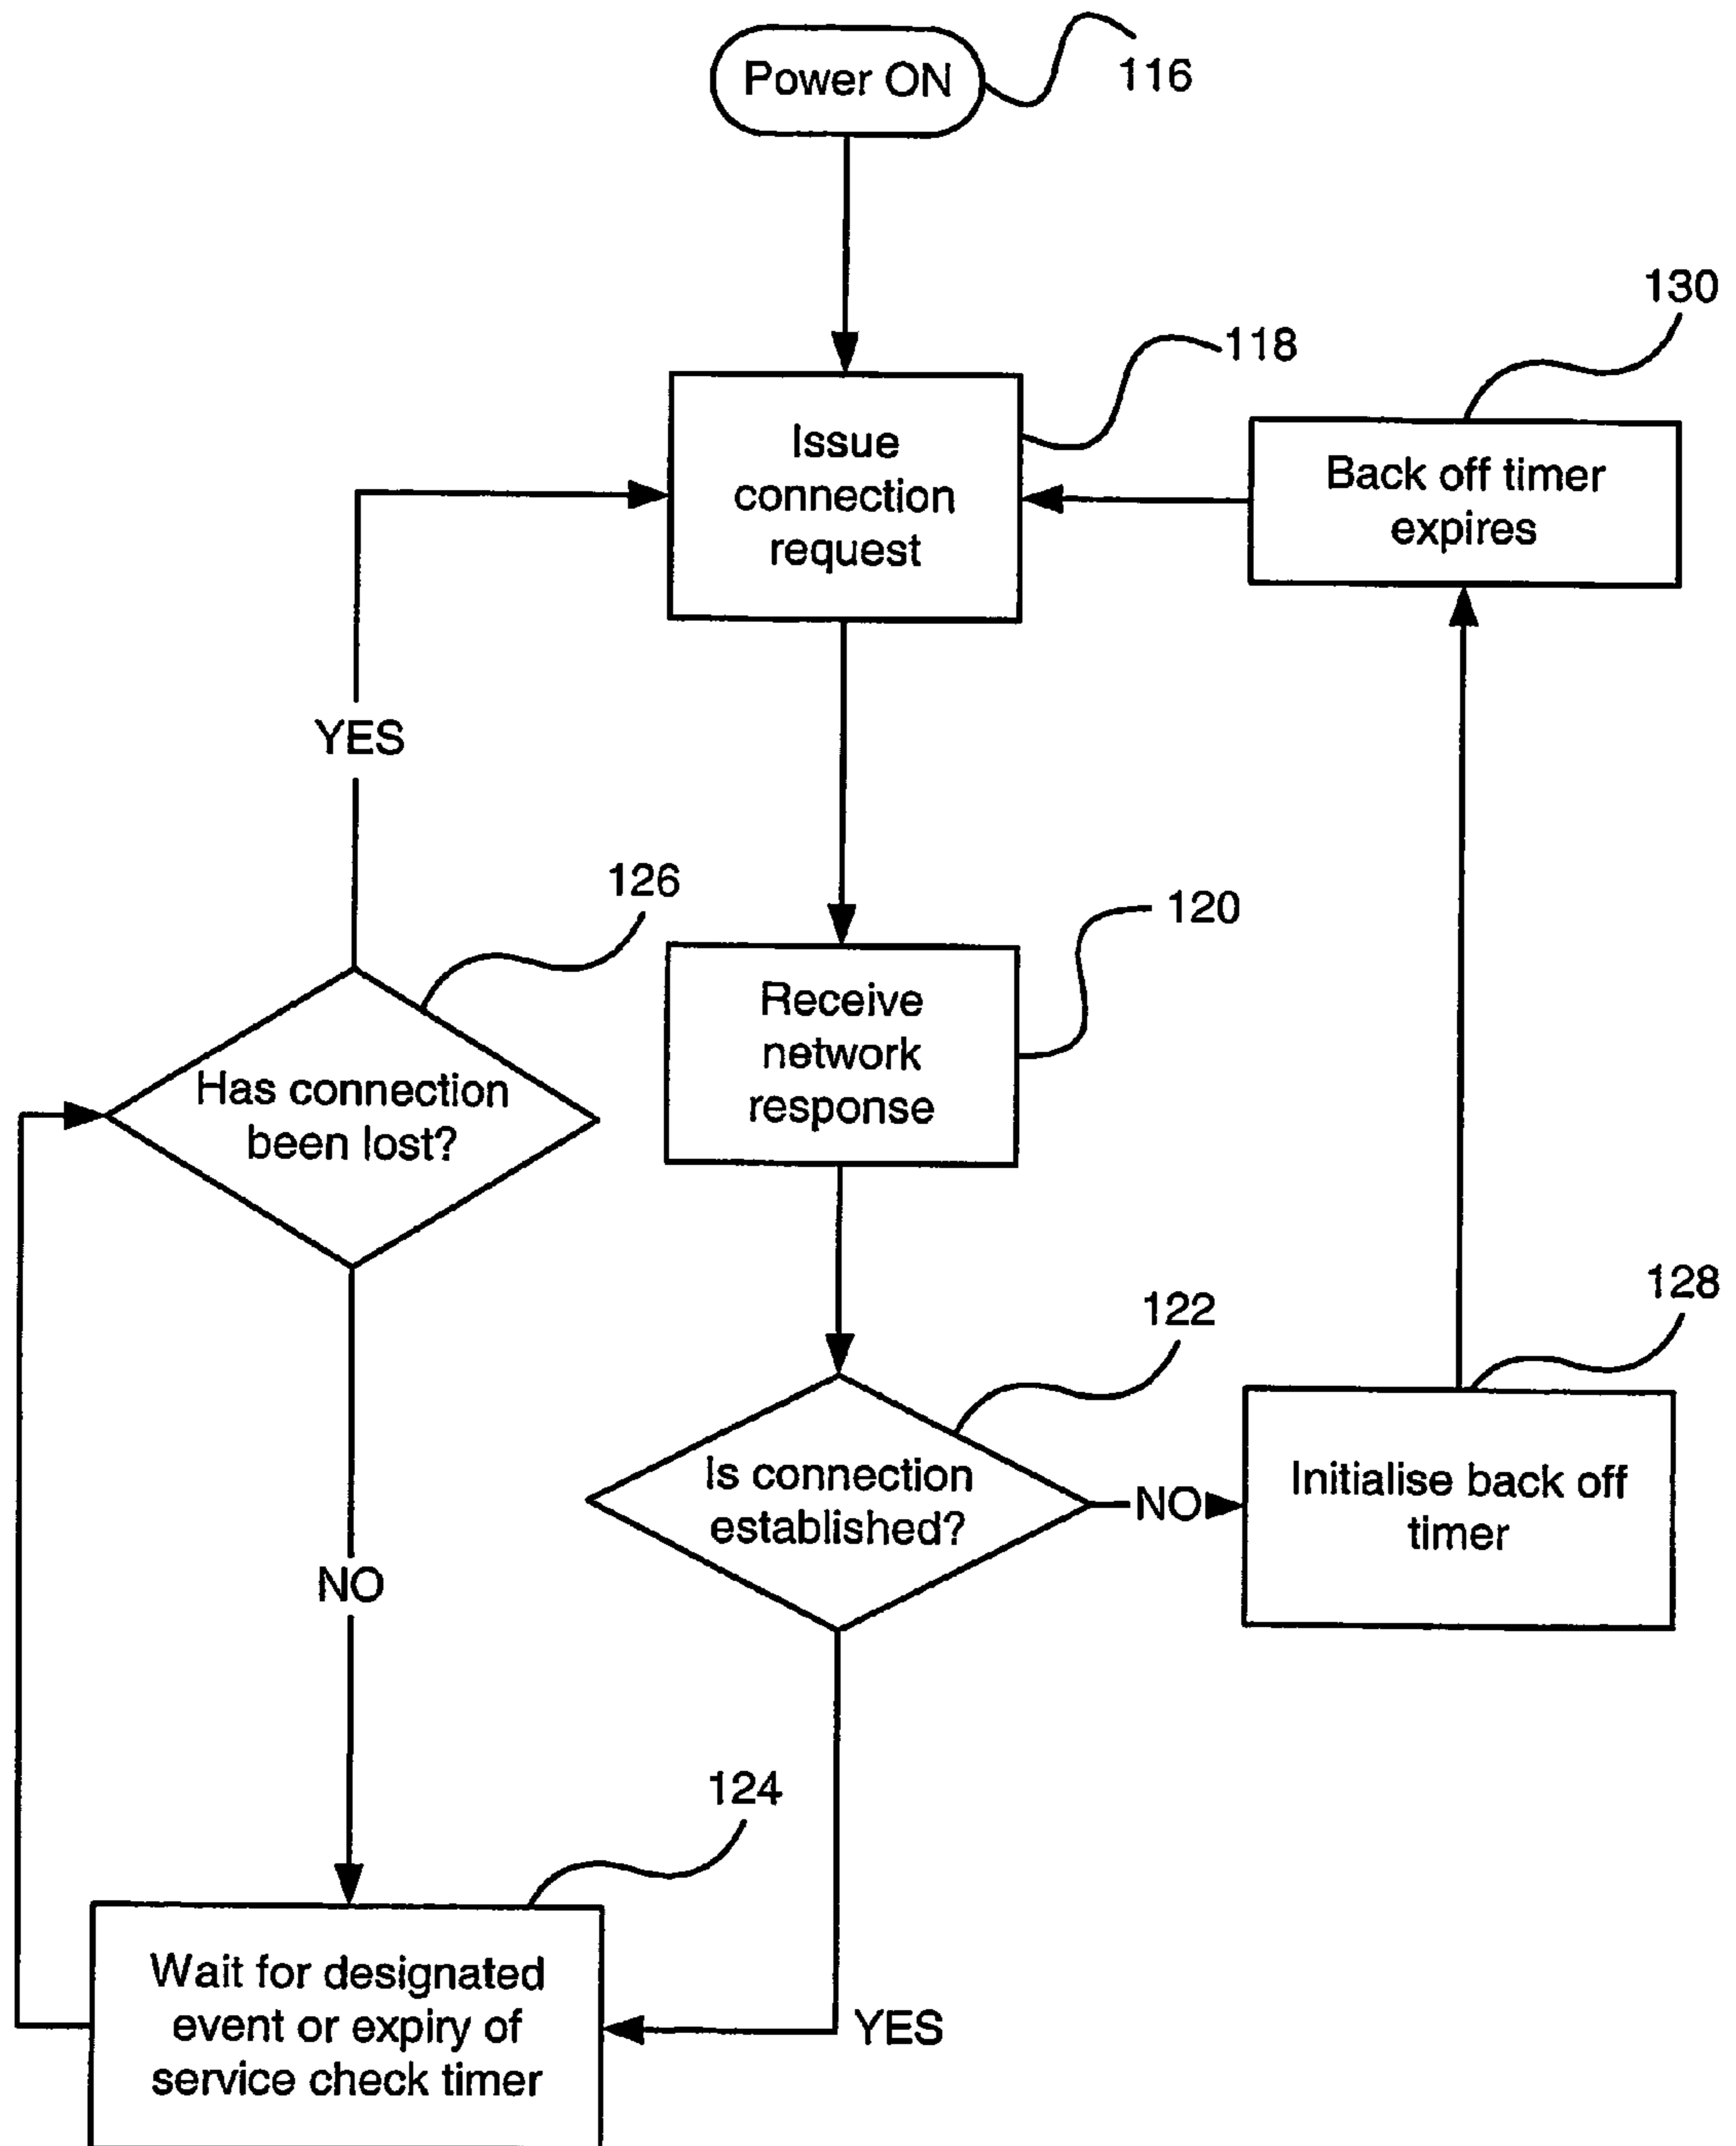 Power ON
116
130
118
Issue
connection
request
Back off timer
expires
YES
126
120
Receive
network
response
Has connection
been lost?
128
122
Is connection
established?
NO
Initialise back off
timer
NO
124
Wait for designated
event or expiry of
service check timer
YES